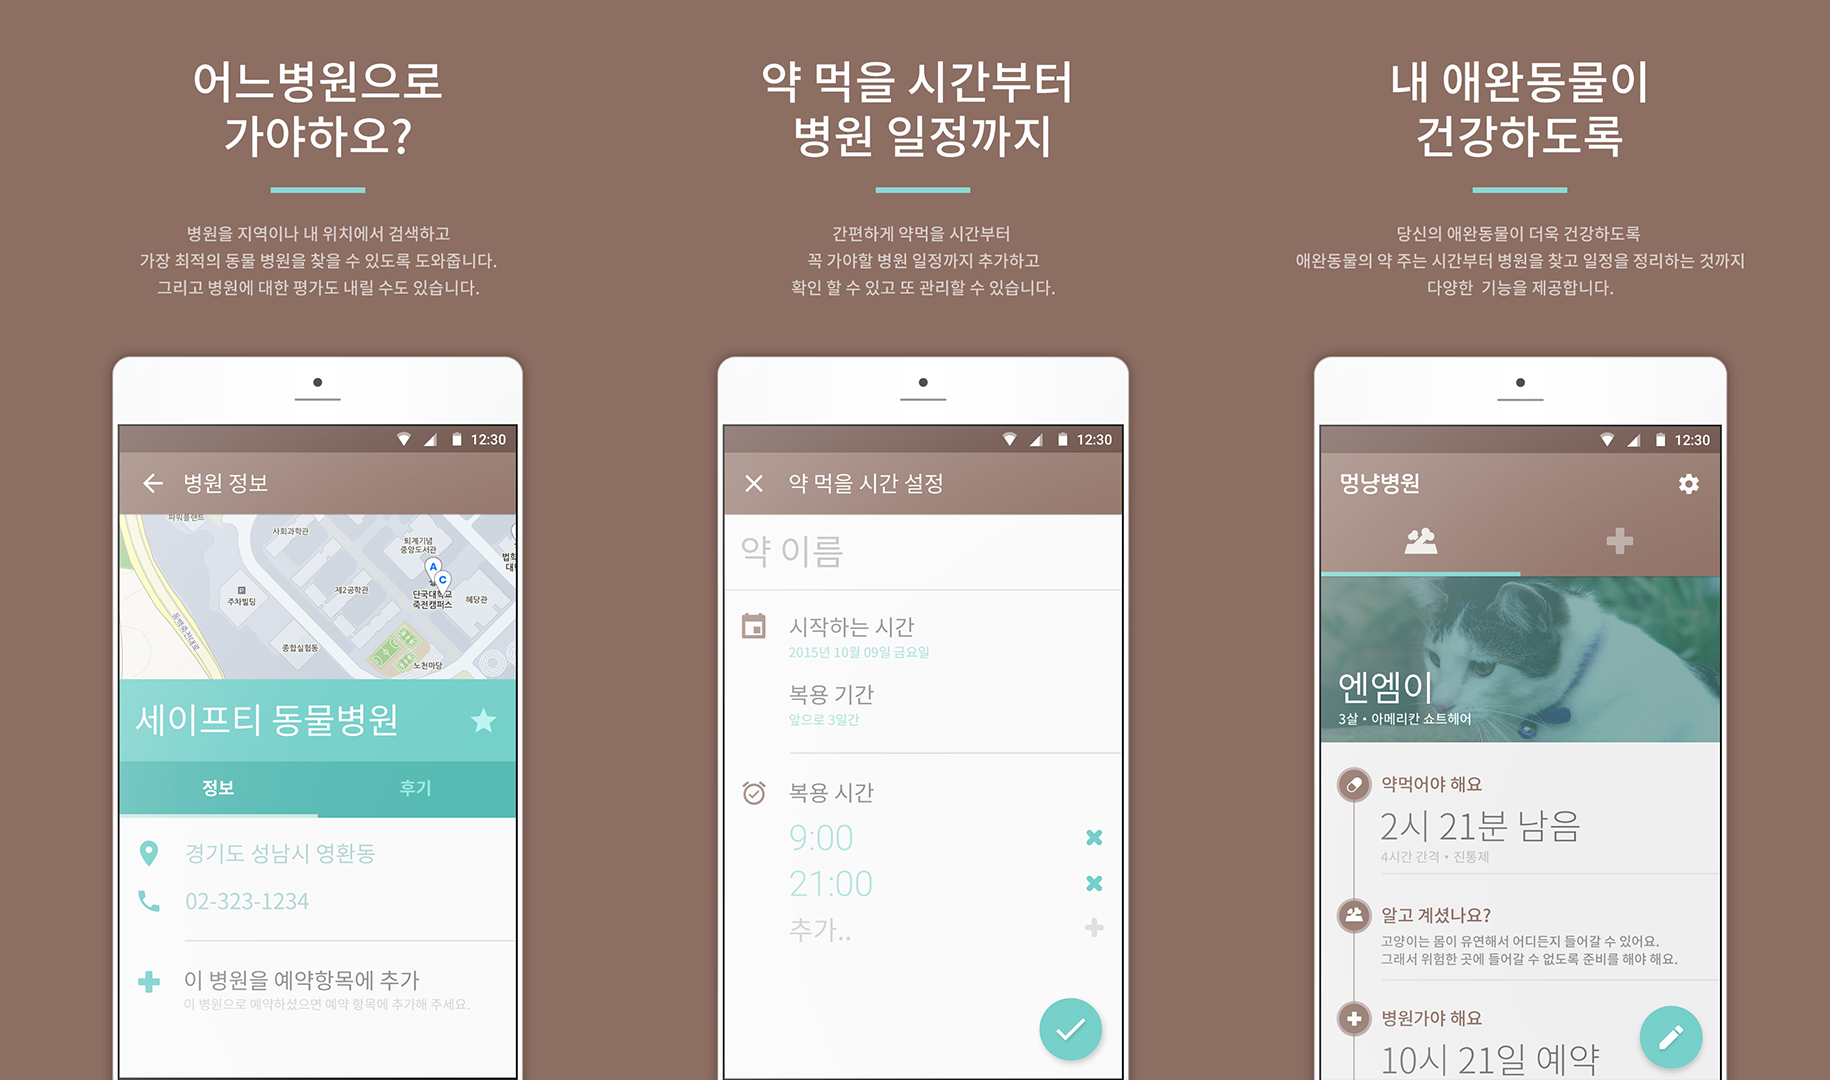 어느병원으로
가야하오?
병원을 지역이나 내 위치에서 검색하고
가장 최적의 동물 병원을 찾을 수 있도록 도와줍니다.
그리고 병원에 대한 평가도 내릴 수도 있습니다.
12:30
병원 정보
파워플랜트
사회과학관
퇴계기념
중앙도서관
법학
대학
A
C
P
주차빌딩
제2공학관
단국대학교
죽전캠퍼스
혜당관
동백죽전대로
종합실험동
노천마당
세이프티 동물병원
정보
후기
경기도 성남시 영환동
02-323-1234
이 병원을 예약항목에 추가
이 병원으로 예약하셨으면 예약 항목에 추가해 주세요.
약 먹을 시간부터
병원 일정까지
간편하게 약먹을 시간부터
꼭 가야할 병원 일정까지 추가하고
확인 할 수 있고 또 관리할 수 있습니다.
12:30
약 먹을 시간 설정
약 이름
시작하는 시간
2015년 10월 09일 금요일
복용 기간
앞으로 3일간
복용 시간
9:00
21:00
추가..
내 애완동물이
건강하도록
당신의 애완동물이 더욱 건강하도록
애완동물의 약 주는 시간부터 병원을 찾고 일정을 정리하는 것까지
다양한 기능을 제공합니다.
12:30
멍냥병원
엔엠이
3살 • 아메리칸 쇼트헤어
약먹어야 해요
2시 21분 남음
4시간 간격 • 진통제
알고 계셨나요?
고양이는 몸이 유연해서 어디든지 들어갈 수 있어요.
그래서 위험한 곳에 들어갈 수 없도록 준비를 해야 해요.
병원가야 해요
10시 21일 예약